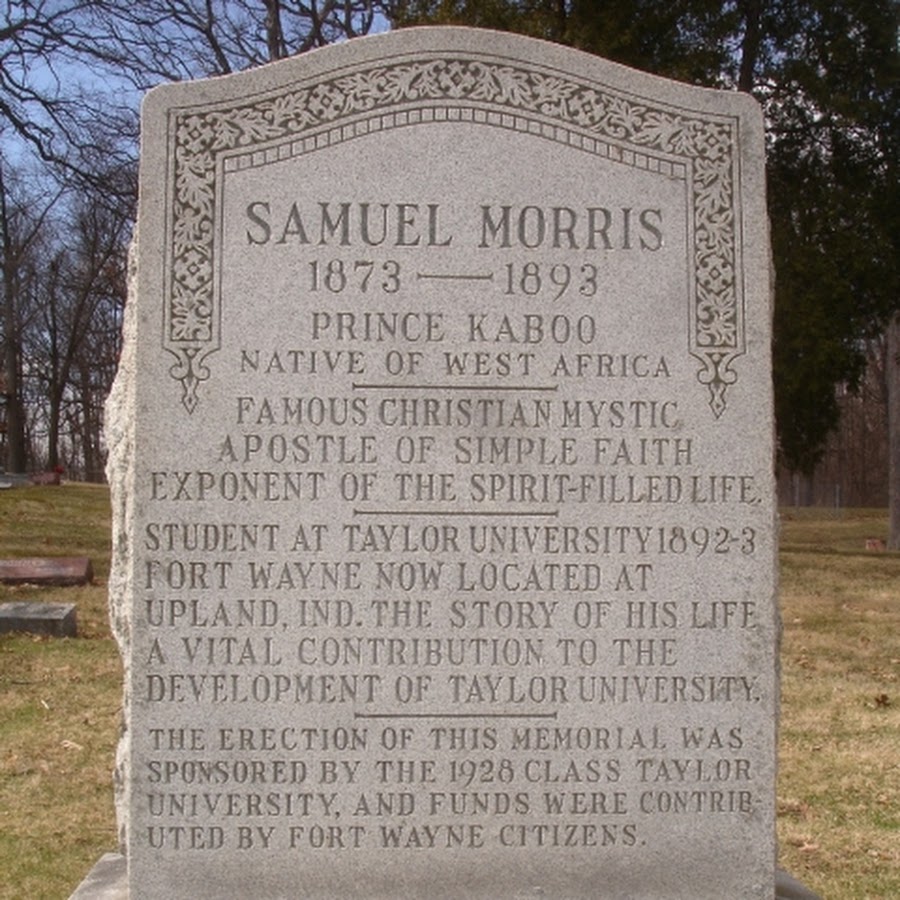 SAMUEL MORRIS
1873 — 1893
PRINCE KABOO
NATIVE OF WEST AFRICA
FAMOUS CHRISTIAN MYSTIC
APOSTLE OF SIMPLE FAITH
EXPONENT OF THE SPIRIT-FILLED LIFE.
STUDENT AT TAYLOR UNIVERSITY 1892-3
FORT WAYNE NOW LOCATED AT
UPLAND, IND. THE STORY OF HIS LIFE
A VITAL CONTRIBUTION TO THE
DEVELOPMENT OF TAYLOR UNIVERSITY.
THE ERECTION OF THIS MEMORIAL WAS
SPONSORED BY THE 1928 CLASS TAYLOR
UNIVERSITY, AND FUNDS WERE CONTRIB-
UTED BY FORT WAYNE CITIZENS.